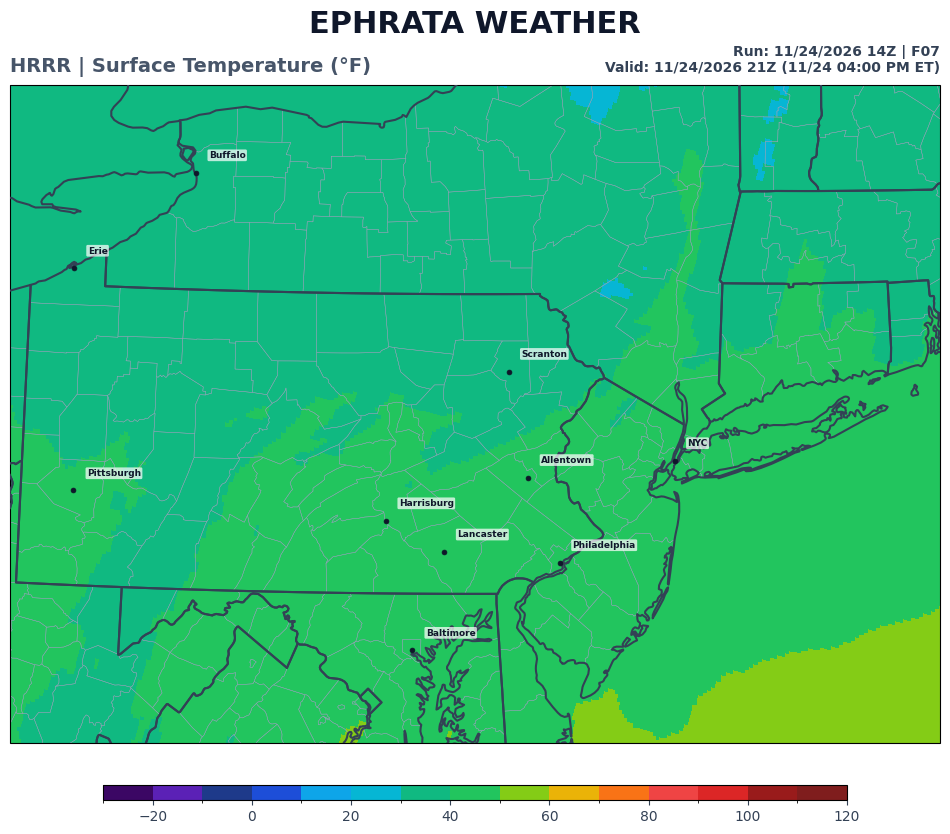 EPHRATA WEATHER
HRRR | Surface Temperature (°F)
Run: 11/24/2026 14Z | F07
Valid: 11/24/2026 21Z (11/24 04:00 PM ET)
Buffalo
Erie
Scranton
NYC
Allentown
Pittsburgh
Harrisburg
Lancaster
Philadelphia
Baltimore
−20 0 20 40 60 80 100 120